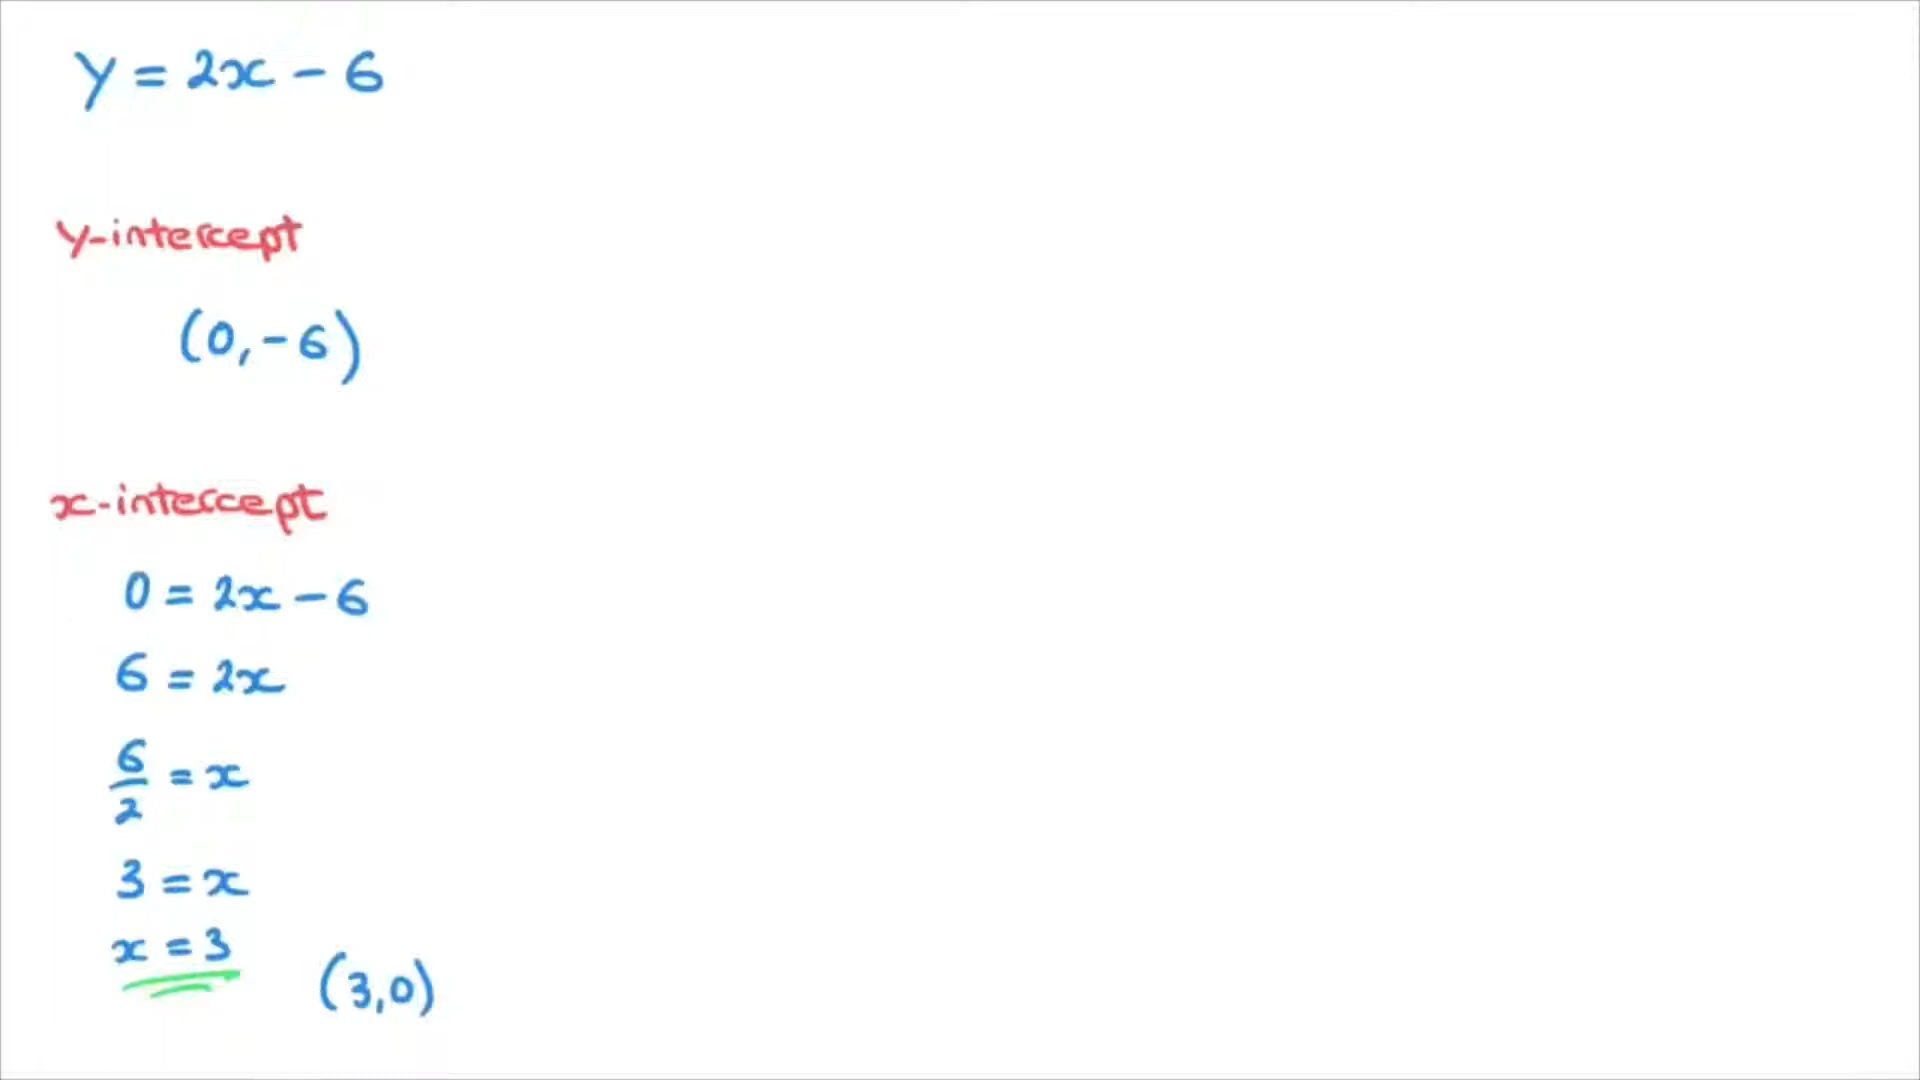 y = 2x - 6
y-intercept
(0, -6)
x-intercept
0 = 2x - 6
6 = 2x
6/2 = x
3 = x
x = 3
(3,0)